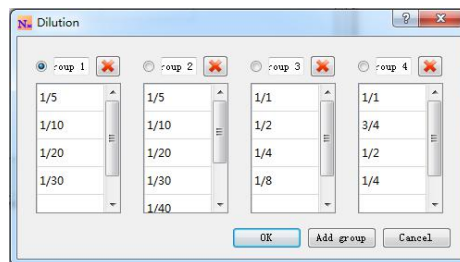 Dilution
roup 1 roup 2 roup 3 roup 4
1/5 1/5 1/1 1/1
1/10 1/10 1/2 3/4
1/20 1/20 1/4 1/2
1/30 1/30 1/8 1/4
1/40
OK Add group Cancel